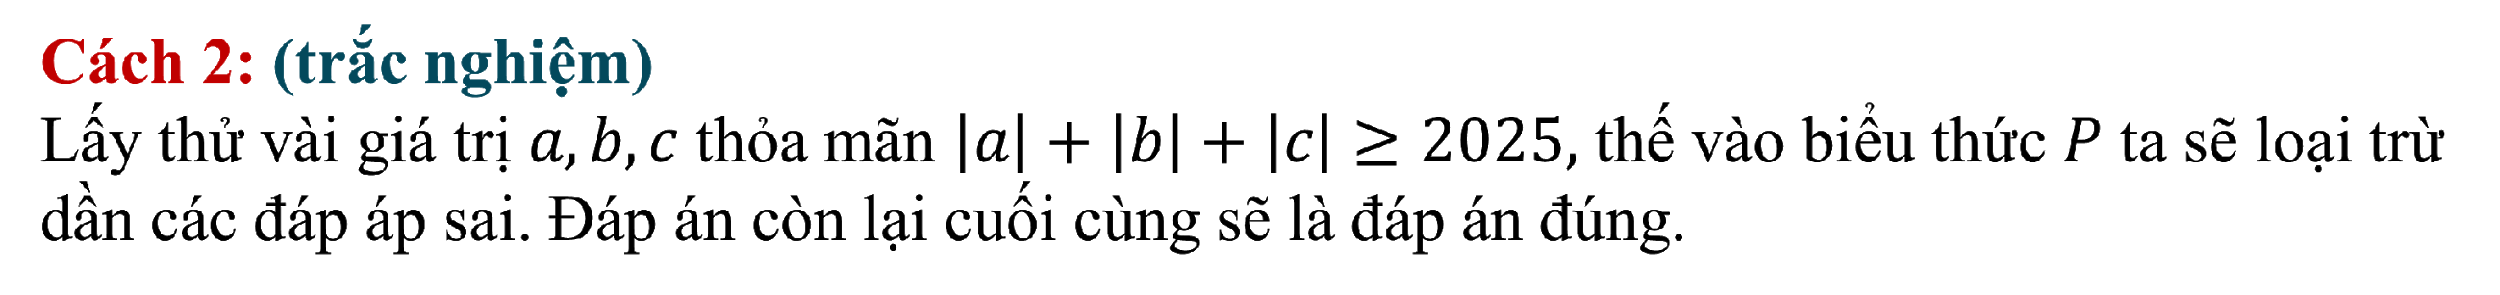 Cách 2: (trắc nghiệm)
Lấy thử vài giá trị a, b, c thỏa mãn |a| + |b| + |c| ≥ 2025, thế vào biểu thức P ta sẽ loại trừ
dần các đáp áp sai. Đáp án còn lại cuối cùng sẽ là đáp án đúng.